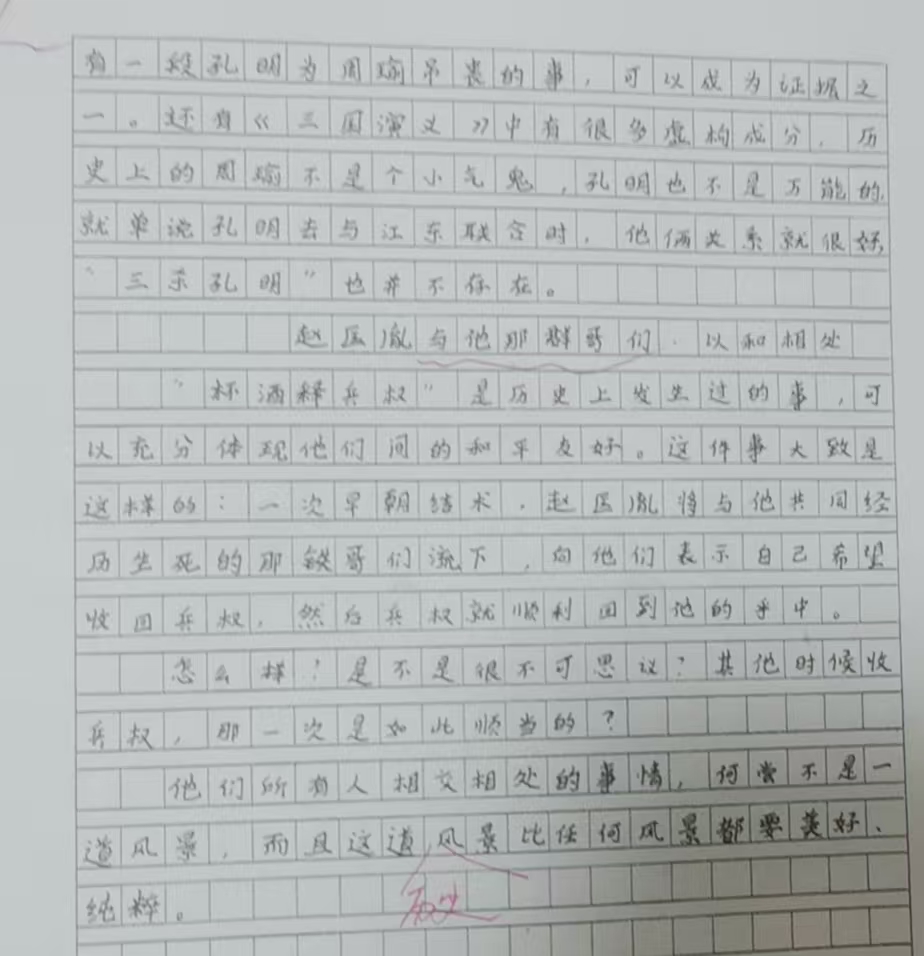 有一段孔明为周瑜吊丧的事，可以成为证据之
一。还有《三国演义》中有很多虚构成分，历
史上的周瑜不是个小气鬼，孔明也不是万能的，
就单说孔明去与江东联合时，他俩关系就很好，
“三杀孔明”也并不存在。
赵匡胤与他那群哥们·以和相处
“杯酒释兵权”是历史上发生过的事，可
以充分体现他们间的和平友好。这件事大致是
这样的：一次早朝结术，赵匡胤将与他共同经
历生死的那铁哥们流下，向他们表示自己希望
收回兵权，然后兵权就顺利回到他的手中。
怎么样！是不是很不可思议？其他时候收
兵权，那一次是如此顺当的？
他们所有人相交相处的事情，何尝不是一
道风景，而且这道风景比任何风景都要美好、
历史
纯粹。